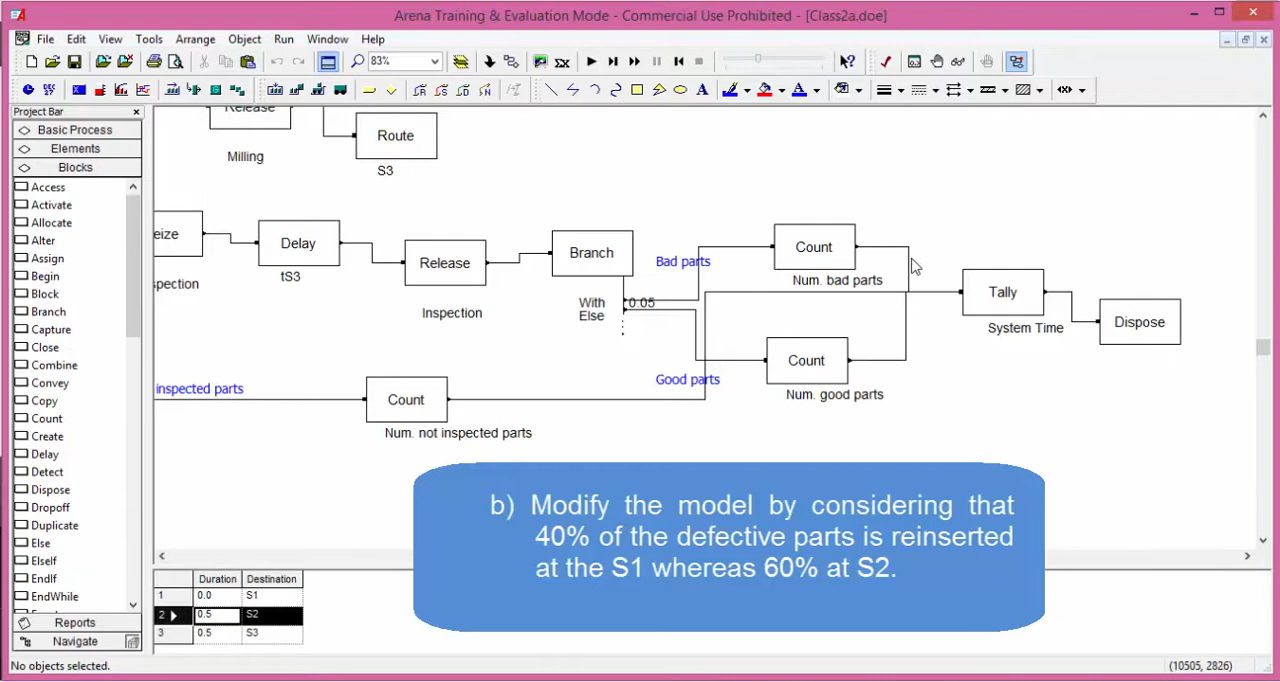 Arena Training & Evaluation Mode - Commercial Use Prohibited - [Class2a.doe]
File Edit View Tools Arrange Object Run Window Help
83%
Project Bar
Basic Process
Elements
Blocks
Access
Activate
Allocate
Alter
Assign
Begin
Block
Branch
Capture
Close
Combine
Convey
Copy
Count
Create
Delay
Detect
Dispose
Dropoff
Duplicate
Else
ElseIf
EndIf
EndWhile
Reports
Navigate
Release
Milling
Route
S3
eize
spection
Delay
tS3
Release
Inspection
Branch
With 0.05
Else
Bad parts
Count
Num. bad parts
Good parts
Count
Num. good parts
Tally
System Time
Dispose
inspected parts
Count
Num. not inspected parts
b) Modify the model by considering that
40% of the defective parts is reinserted
at the S1 whereas 60% at S2.
Duration Destination
1 0.0 S1
2 0.5 S2
3 0.5 S3
No objects selected.
(10505, 2826)